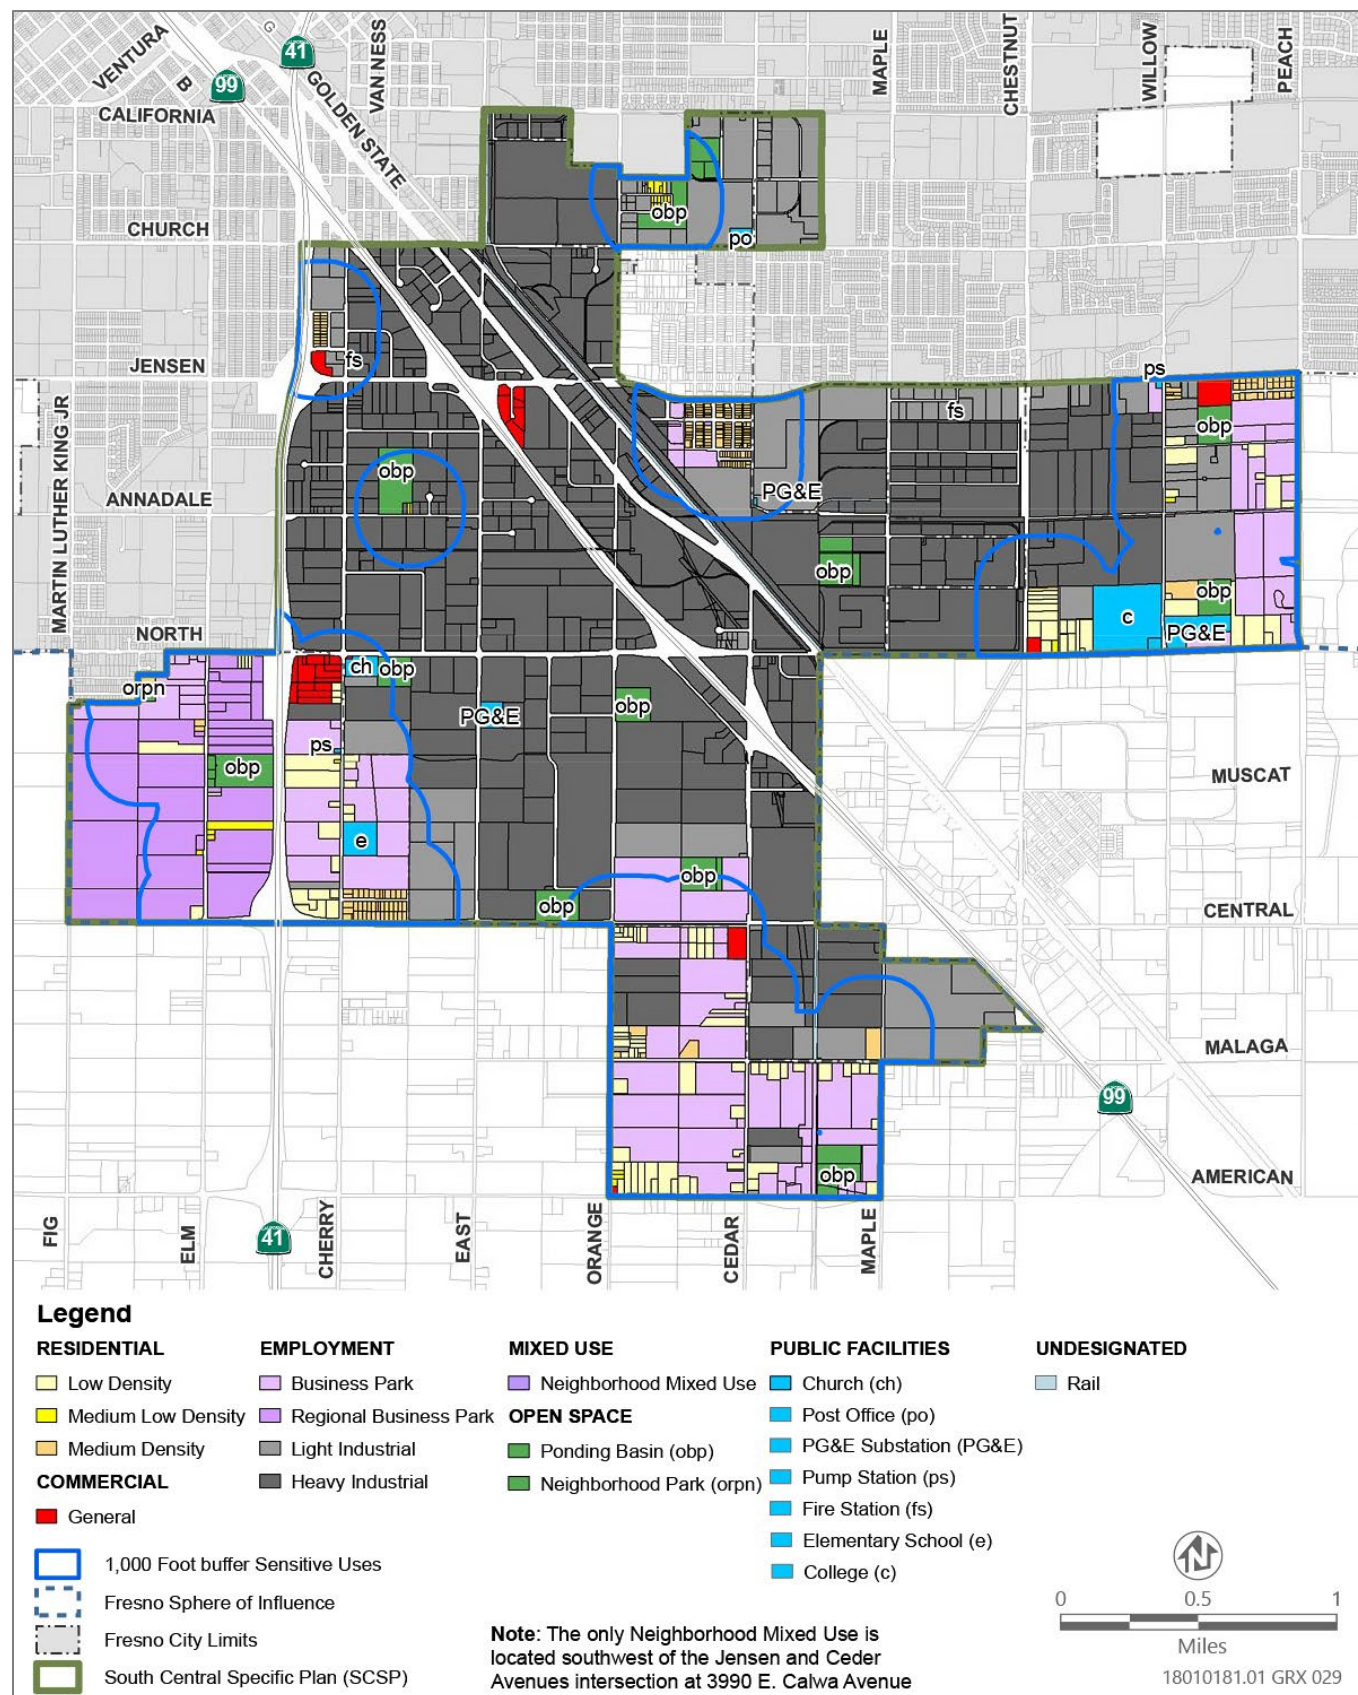 VENTURA
B
G
41
99
GOLDEN STATE
VAN NESS
MAPLE
CHESTNUT
WILLOW
PEACH
CALIFORNIA
CHURCH
obp
po
JENSEN
fs
ps
fs
obp
MARTIN LUTHER KING JR
obp
ANNADALE
PG&E
obp
obp
c
PG&E
NORTH
ch
obp
orpn
PG&E
obp
ps
obp
MUSCAT
e
obp
obp
CENTRAL
MALAGA
99
obp
AMERICAN
FIG
ELM
41
CHERRY
EAST
ORANGE
CEDAR
MAPLE
Legend
RESIDENTIAL
Low Density
Medium Low Density
Medium Density
COMMERCIAL
General
EMPLOYMENT
Business Park
Regional Business Park
Light Industrial
Heavy Industrial
MIXED USE
Neighborhood Mixed Use
OPEN SPACE
Ponding Basin (obp)
Neighborhood Park (orpn)
PUBLIC FACILITIES
Church (ch)
Post Office (po)
PG&E Substation (PG&E)
Pump Station (ps)
Fire Station (fs)
Elementary School (e)
College (c)
UNDESIGNATED
Rail
1,000 Foot buffer Sensitive Uses
Fresno Sphere of Influence
Fresno City Limits
South Central Specific Plan (SCSP)
Note: The only Neighborhood Mixed Use is
located southwest of the Jensen and Ceder
Avenues intersection at 3990 E. Calwa Avenue
N
0 0.5 1
Miles
18010181.01 GRX 029